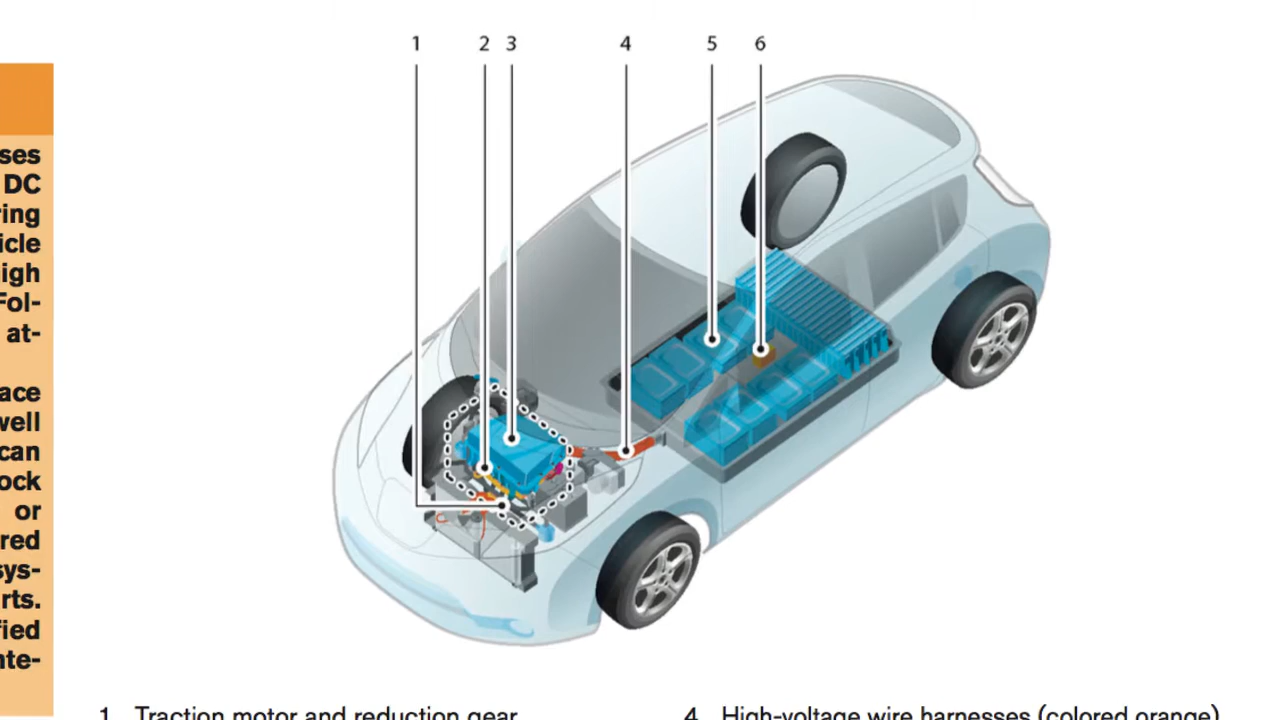 1 2 3 4 5 6
ses
DC
ring
icle
igh
Fol-
at-
ace
well
can
ock
or
red
sys-
rts.
fied
nte-
1 Traction motor and reduction gear
4 High-voltage wire harnesses (colored orange)